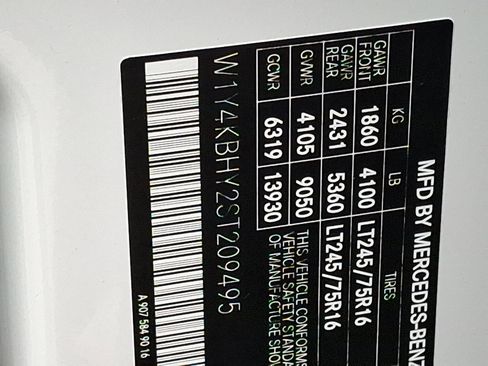 MFD BY MERCEDES-BENZ
KG LB TIRES
GAWR FRONT 1860 4100 LT245/75R16
GAWR REAR 2431 5360 LT245/75R16
GVWR 4105 9050
GCWR 6319 13930
THIS VEHICLE CONFORMS
VEHICLE SAFETY STANDA
OF MANUFACTURE SHOW
W1Y4KBHY2ST209495
A 907 584 90 16